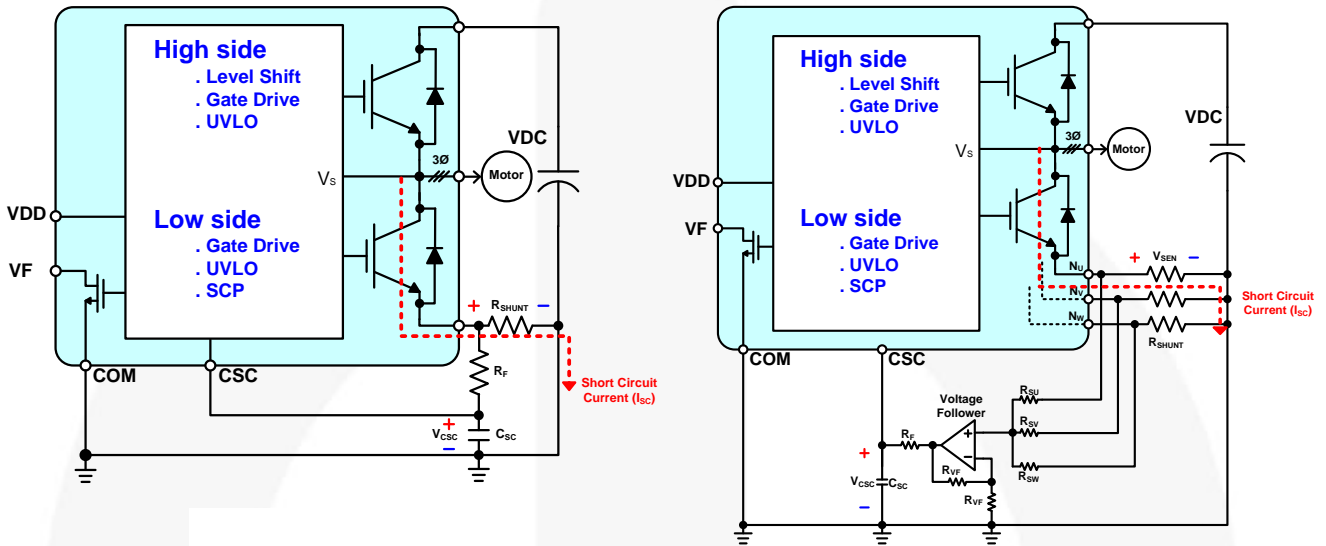 High side
. Level Shift
. Gate Drive
. UVLO
VS
3Ø
Motor
VDC
VDD
VF
Low side
. Gate Drive
. UVLO
. SCP
+
RSHUNT
−
COM
CSC
RF
Short Circuit
Current (ISC)
+
VCSC
CSC
−
High side
. Level Shift
. Gate Drive
. UVLO
VS
3Ø
Motor
VDC
VDD
VF
Low side
. Gate Drive
. UVLO
. SCP
+
VSEN
−
NU
NV
NW
Short Circuit
Current (ISC)
RSHUNT
COM
CSC
Voltage
Follower
RSU
RSV
RSW
RF
+
−
RVF
RVF
+
VCSC
CSC
−